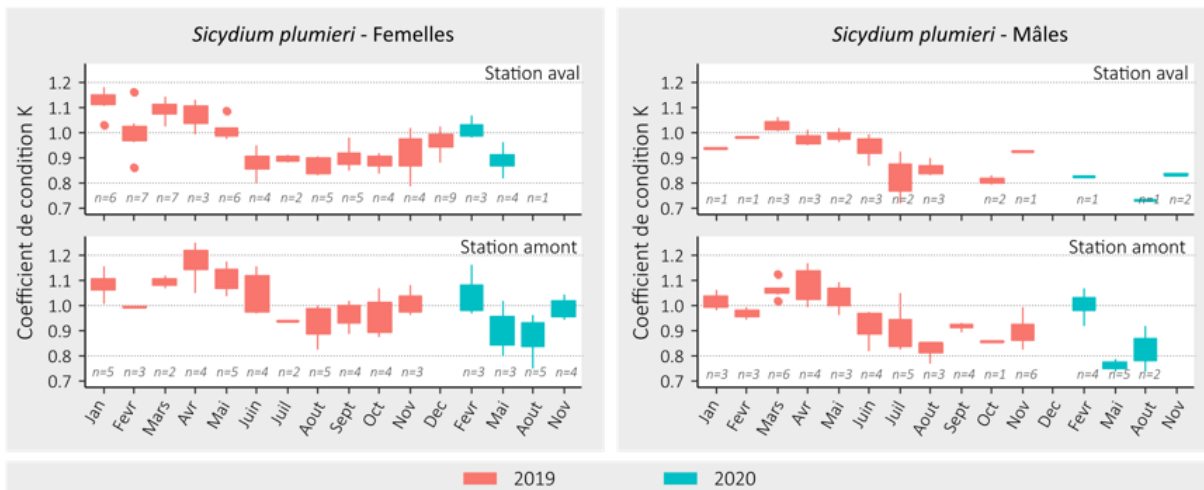 Sicydium plumieri - Femelles
Coefficient de condition K
Station aval
1.2
1.1
1.0
0.9
0.8
0.7
n=6 n=7 n=7 n=3 n=6 n=4 n=2 n=5 n=5 n=4 n=4 n=9 n=3 n=4 n=1
Station amont
1.2
1.1
1.0
0.9
0.8
0.7
n=5 n=3 n=2 n=4 n=5 n=4 n=2 n=5 n=4 n=4 n=3 n=3 n=3 n=5 n=4
Jan Fevr Mars Avr Mai Juin Juil Aout Sept Oct Nov Dec Fevr Mai Aout Nov
Sicydium plumieri - Mâles
Coefficient de condition K
Station aval
1.2
1.1
1.0
0.9
0.8
0.7
n=1 n=1 n=3 n=3 n=2 n=3 n=2 n=3 n=2 n=1 n=1 n=1 n=2
Station amont
1.2
1.1
1.0
0.9
0.8
0.7
n=3 n=3 n=6 n=4 n=3 n=4 n=5 n=3 n=4 n=1 n=6 n=4 n=5 n=2
Jan Fevr Mars Avr Mai Juin Juil Aout Sept Oct Nov Dec Fevr Mai Aout Nov
2019 2020